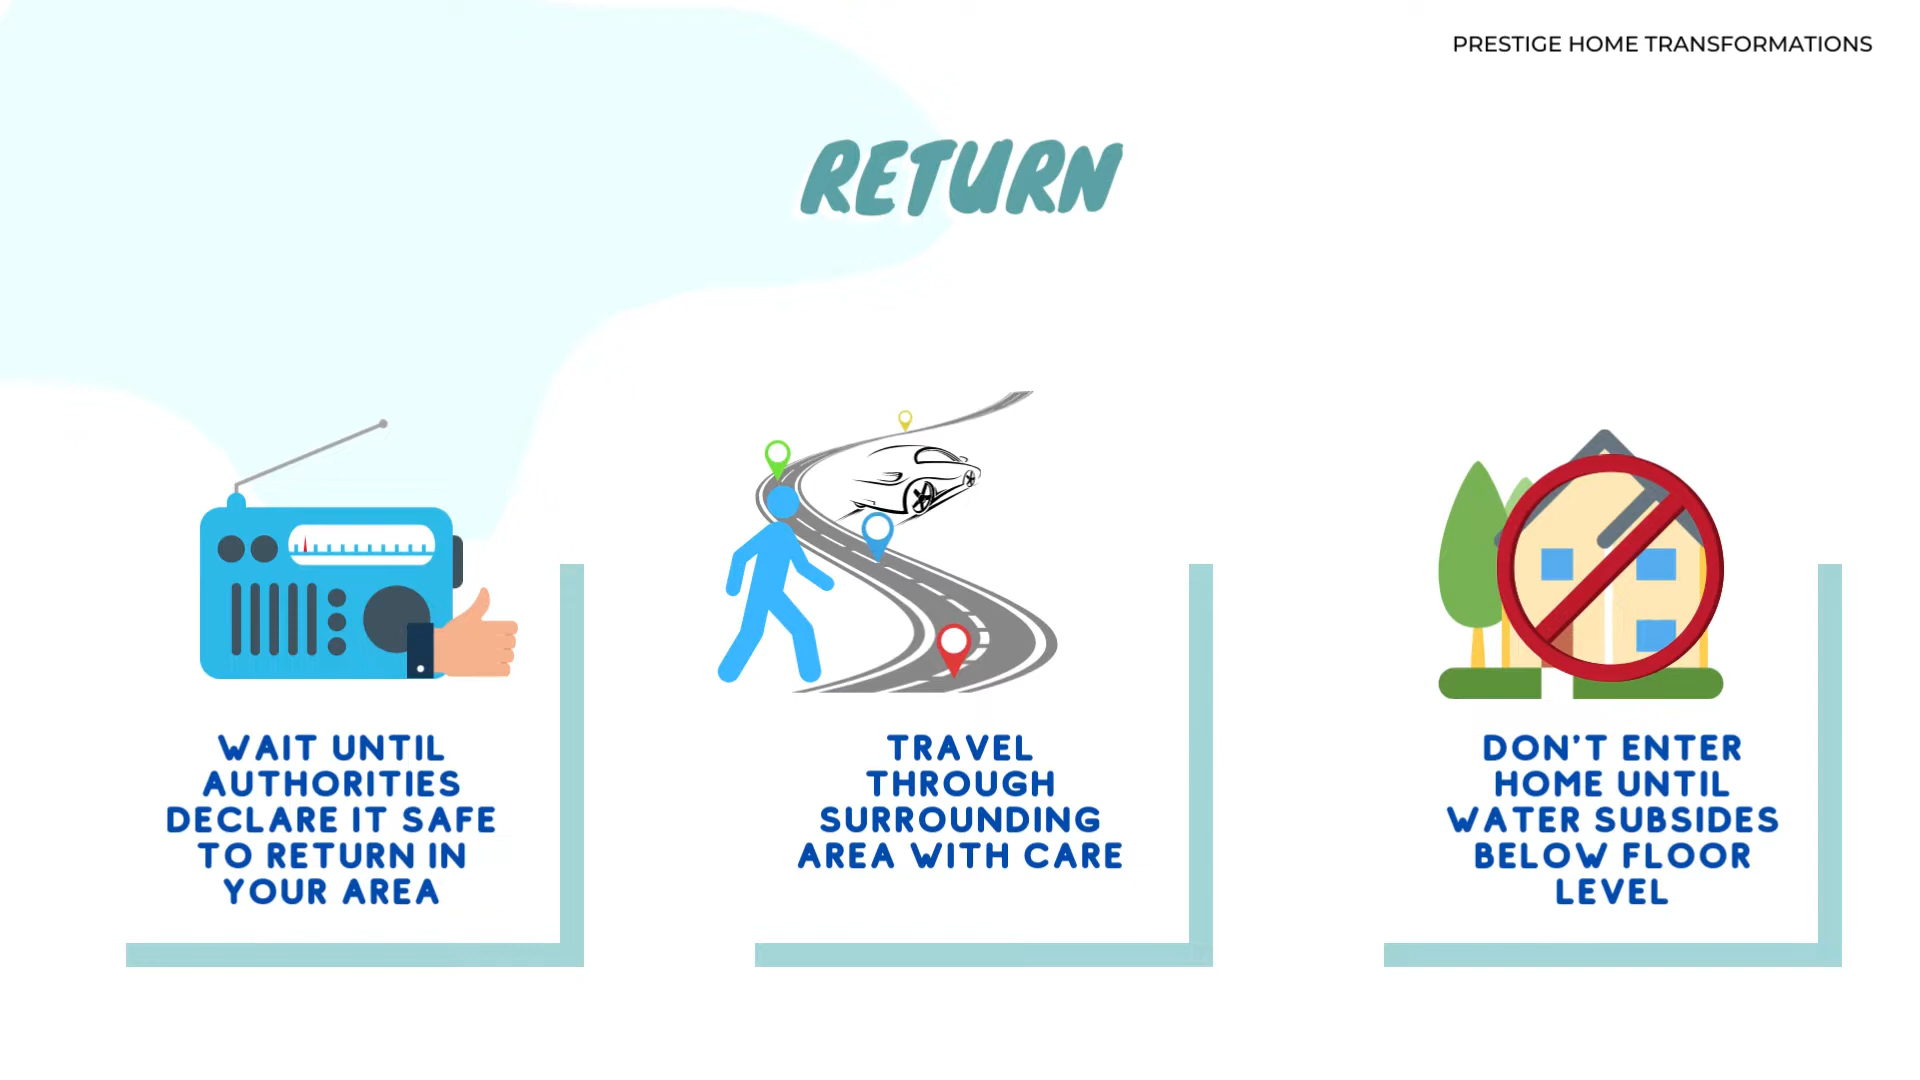 PRESTIGE HOME TRANSFORMATIONS
RETURN
WAIT UNTIL
AUTHORITIES
DECLARE IT SAFE
TO RETURN IN
YOUR AREA
TRAVEL
THROUGH
SURROUNDING
AREA WITH CARE
DON'T ENTER
HOME UNTIL
WATER SUBSIDES
BELOW FLOOR
LEVEL